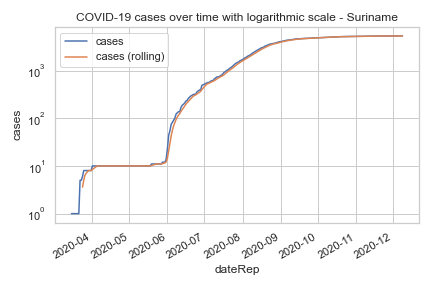 COVID-19 cases over time with logarithmic scale - Suriname
cases
cases (rolling)
10³
10²
10¹
10⁰
cases
2020-04
2020-05
2020-06
2020-07
2020-08
2020-09
2020-10
2020-11
2020-12
dateRep